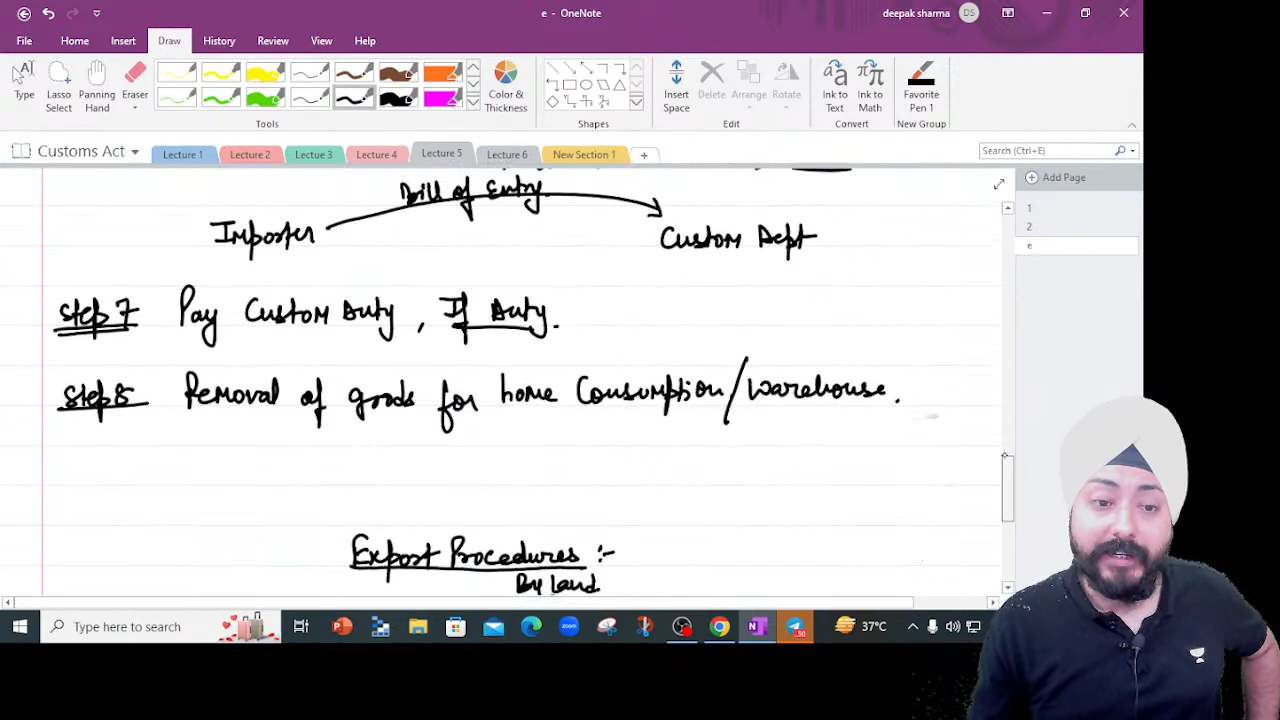 e - OneNote
deepak sharma DS
File Home Insert Draw History Review View Help
Type Lasso Select Panning Hand Eraser Color & Thickness Insert Space Delete Arrange Rotate Ink to Text Ink to Math Favorite Pen 1
Tools Shapes Edit Convert New Group
Customs Act Lecture 1 Lecture 2 Lectue 3 Lecture 4 Lecture 5 Lecture 6 New Section 1 + Search (Ctrl+E)
Add Page
1
2
e
Bill of Entry
Importer Custom Dept
Step 7 Pay Custom Duty, If Duty.
Step 8 Removal of goods for home Consumption/Warehouse.
Export Procedures :-
By Land
Type here to search
50
37°C